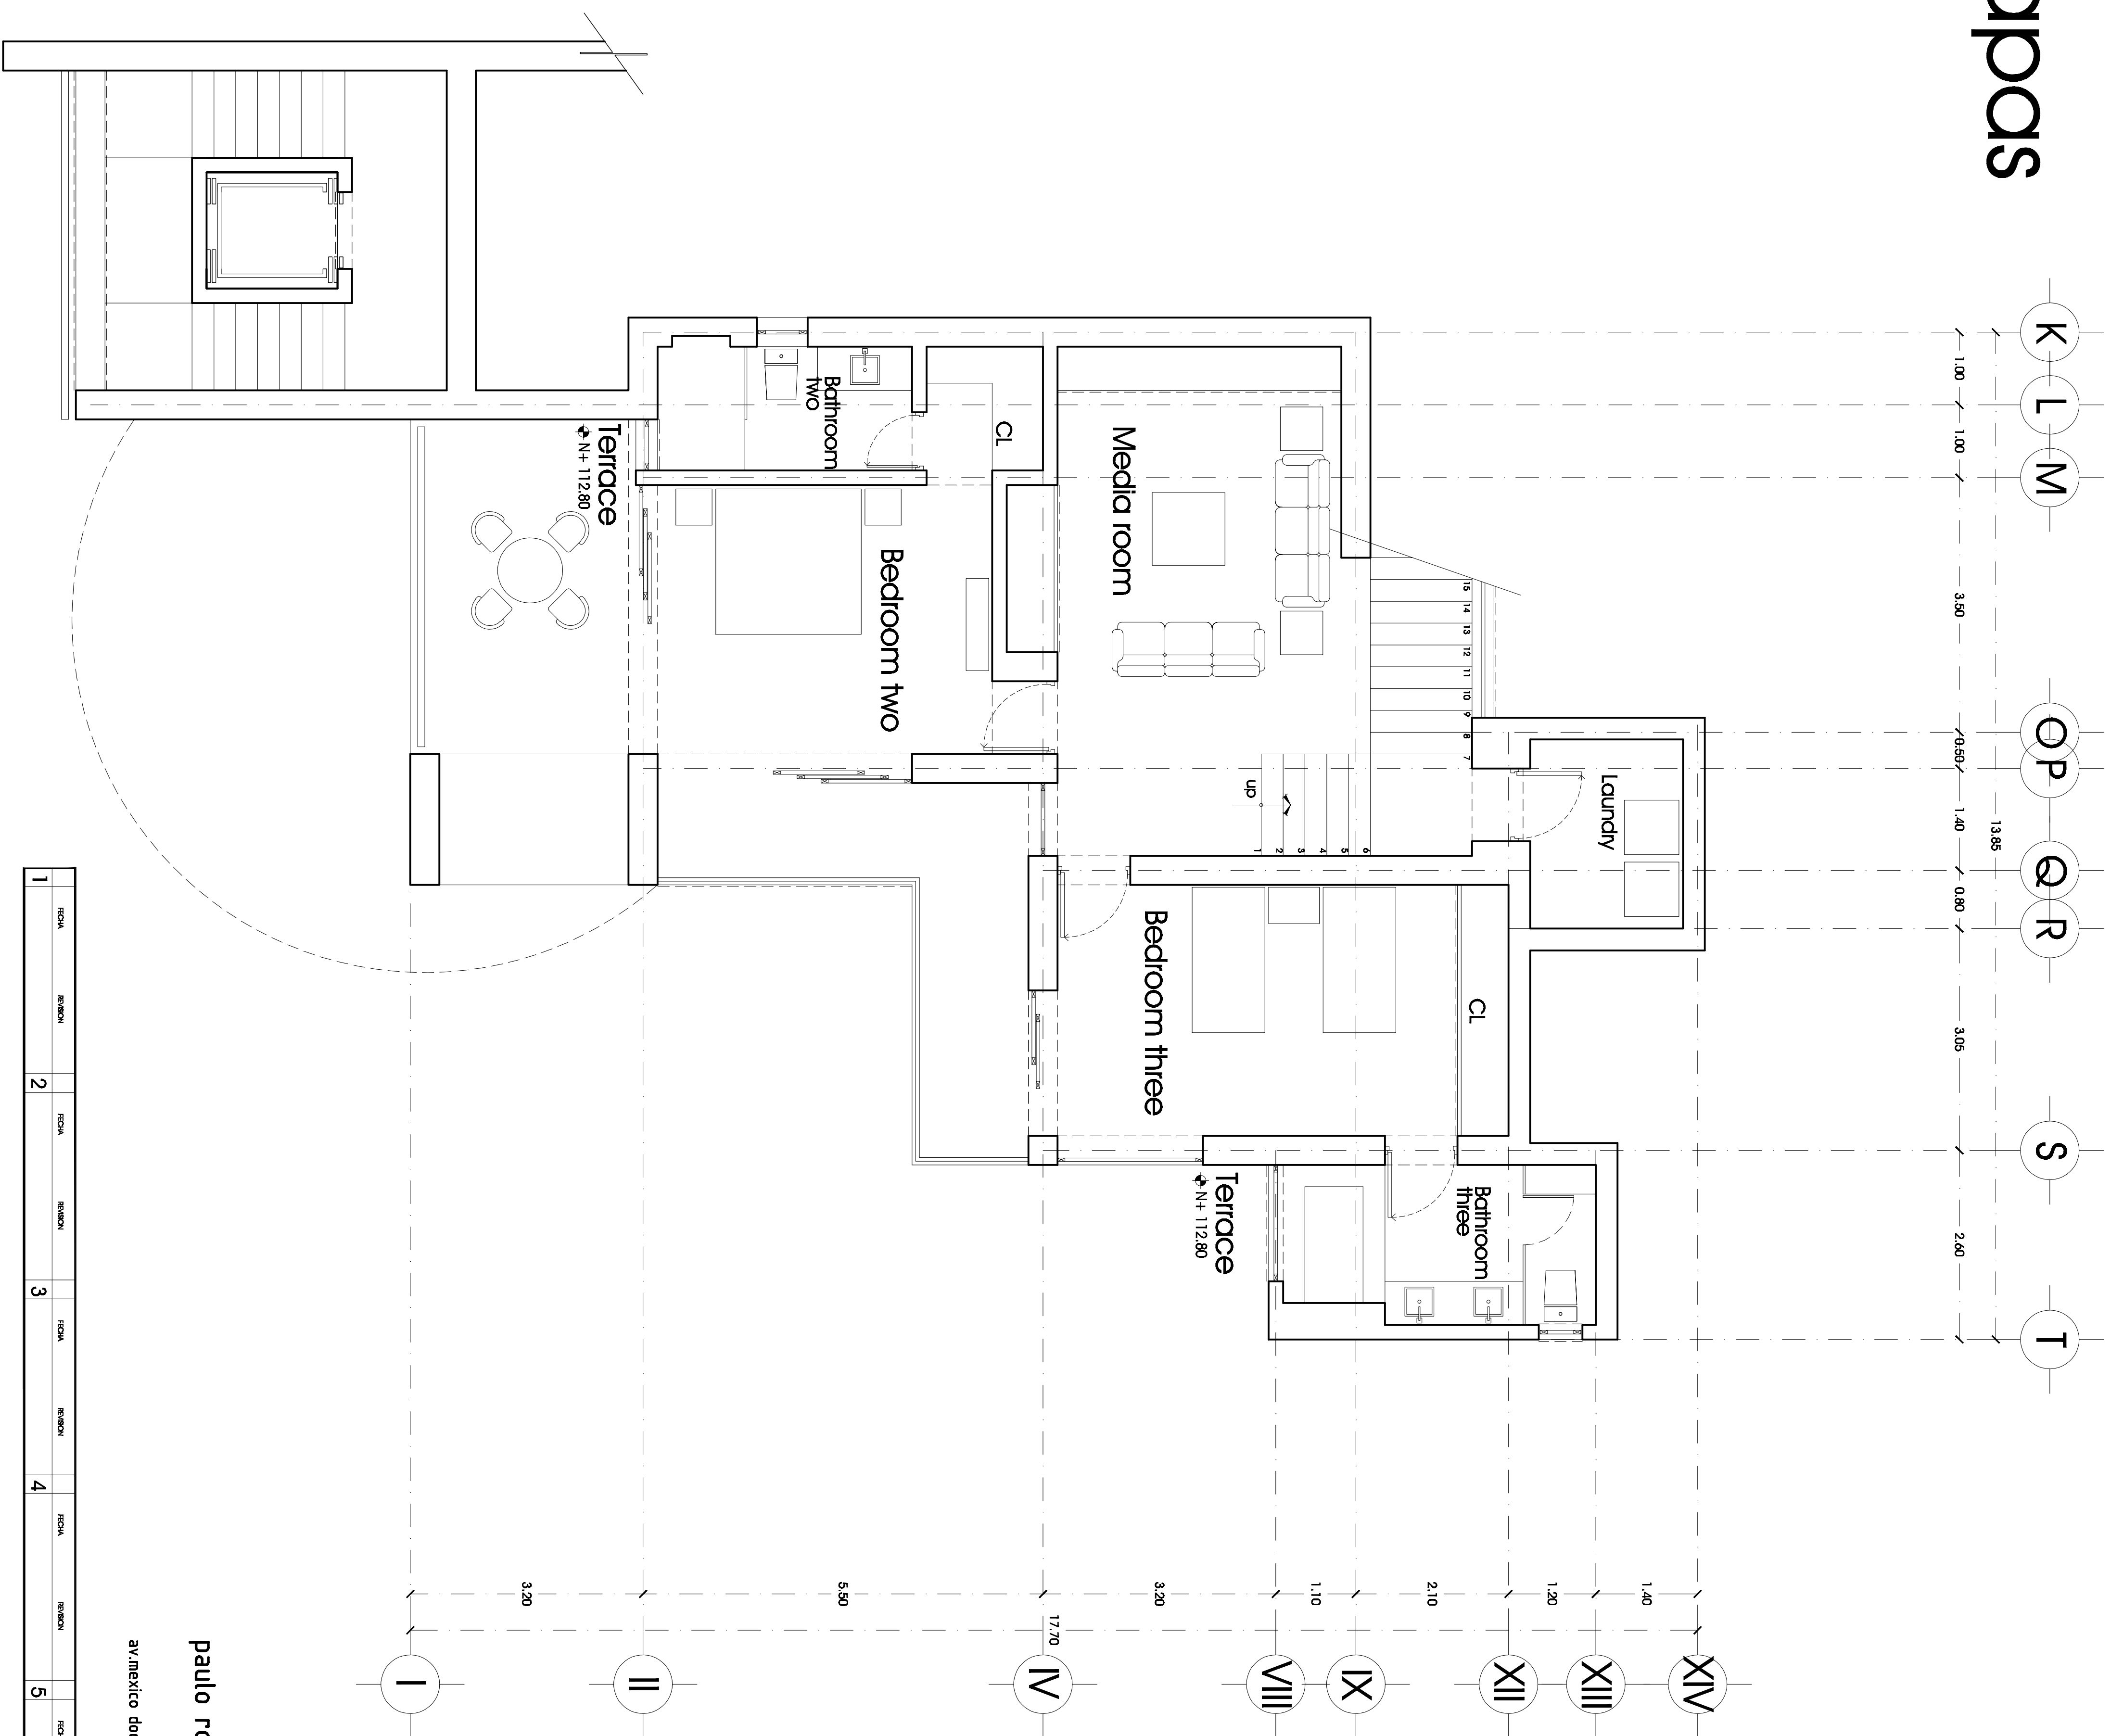 apas
K
L
M
O
P
Q
R
S
T
1.00
1.00
3.50
0.50
1.40
0.80
3.05
2.60
13.85
Laundry
15
14
13
12
11
10
9
8
7
6
5
4
3
2
1
up
Media room
CL
Bathroom
two
Bedroom two
Terrace
N+ 112.80
CL
Bedroom three
Bathroom
three
Terrace
N+ 112.80
XIV
XIII
XII
IX
VIII
IV
II
I
1.40
1.20
2.10
1.10
3.20
5.50
3.20
17.70
paulo
av.mexico
FECHA
REVISION
FECHA
REVISION
FECHA
REVISION
FECHA
REVISION
1
2
3
4
5